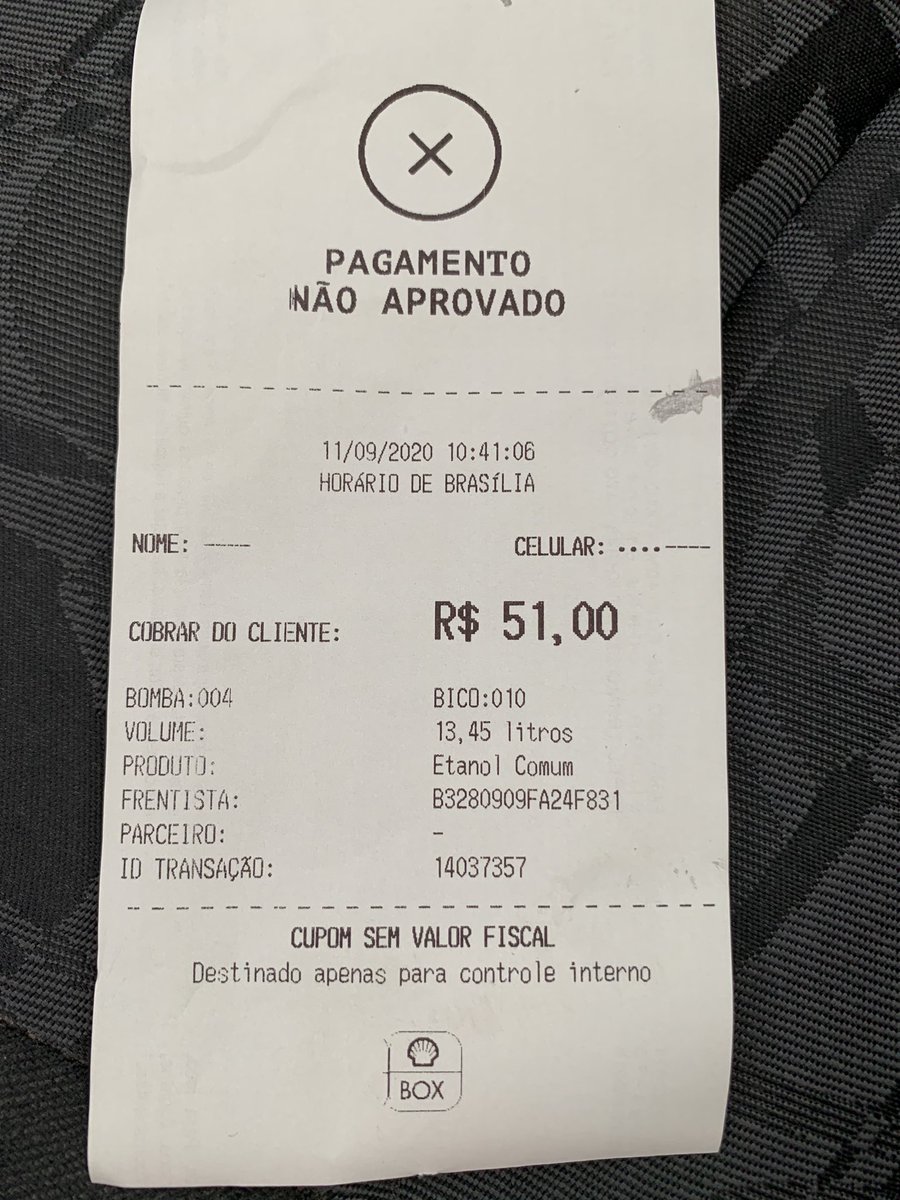 PAGAMENTO
NÃO APROVADO
11/09/2020 10:41:06
HORÁRIO DE BRASÍLIA
NOME: ---- CELULAR: ....----
COBRAR DO CLIENTE: R$ 51,00
BOMBA:004 BICO:010
VOLUME: 13,45 litros
PRODUTO: Etanol Comum
FRENTISTA: B3280909FA24F831
PARCEIRO: -
ID TRANSAÇÃO: 14037357
CUPOM SEM VALOR FISCAL
Destinado apenas para controle interno
BOX